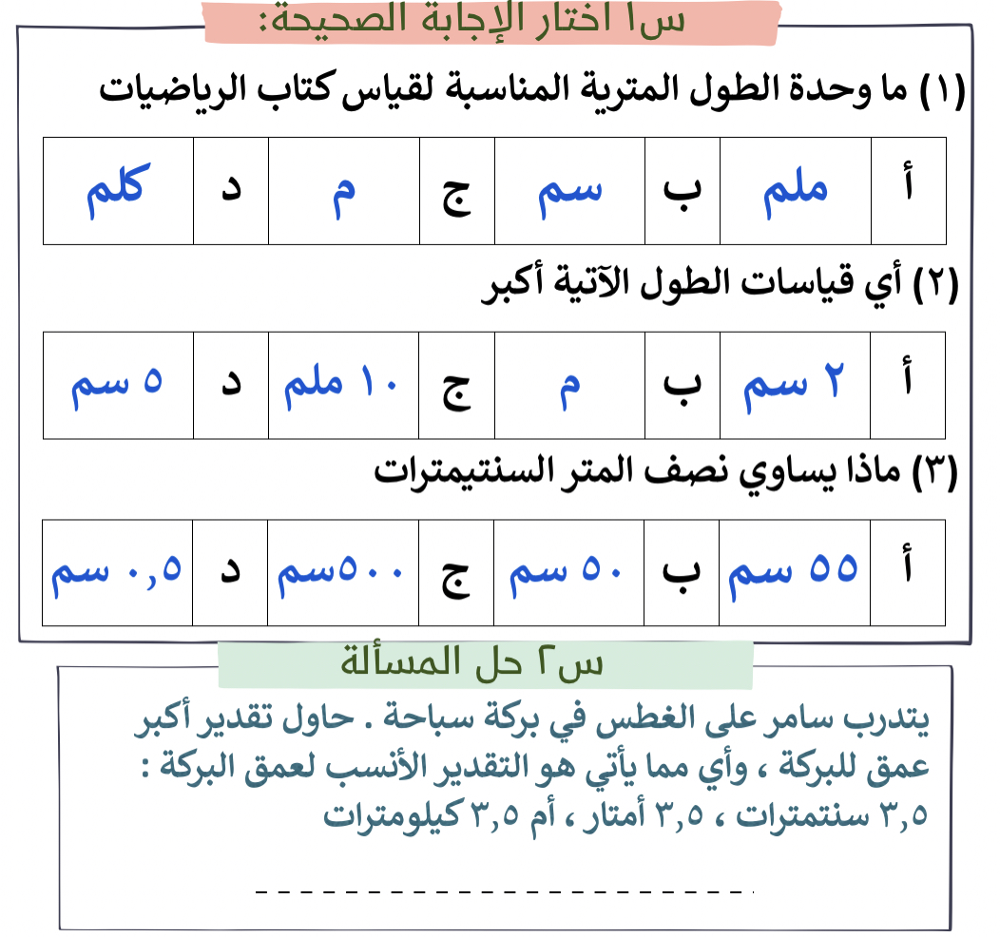 س١ اختار الإجابة الصحيحة:
(١) ما وحدة الطول المترية المناسبة لقياس كتاب الرياضيات
أ ملم ب سم ج م د كلم
(٢) أي قياسات الطول الآتية أكبر
أ ٢ سم ب م ج ١٠ ملم د ٥ سم
(٣) ماذا يساوي نصف المتر السنتيمترات
أ ٥٥ سم ب ٥٠ سم ج ٥٠٠سم د ٠,٥ سم
س٢ حل المسألة
يتدرب سامر على الغطس في بركة سباحة . حاول تقدير أكبر
عمق للبركة ، وأي مما يأتي هو التقدير الأنسب لعمق البركة :
٣,٥ سنتمترات ، ٣,٥ أمتار ، أم ٣,٥ كيلومترات